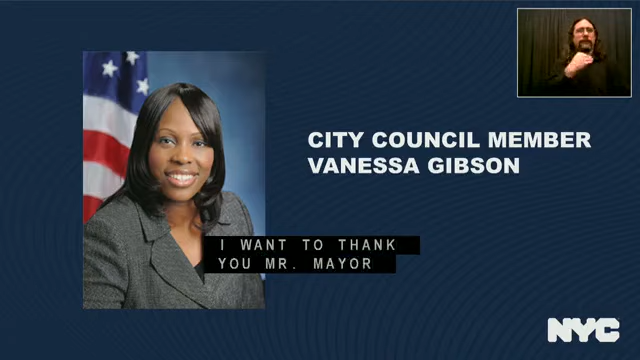 CITY COUNCIL MEMBER
VANESSA GIBSON
I WANT TO THANK
YOU MR. MAYOR
NYC